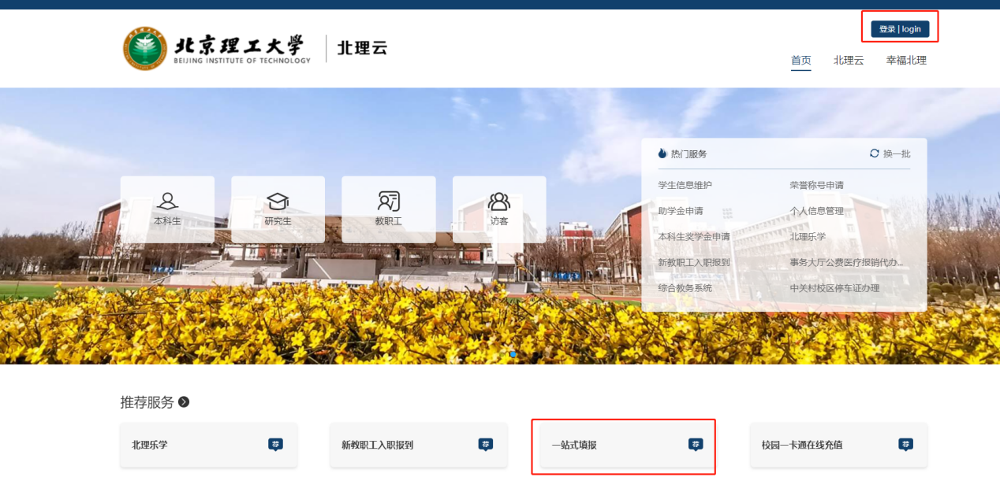 登录 | login
北京理工大学
BEIJING INSTITUTE OF TECHNOLOGY
北理云
首页 北理云 幸福北理
热门服务 换一批
学生信息维护 荣誉称号申请
助学金申请 个人信息管理
本科生奖学金申请 北理乐学
新教职工入职报到 事务大厅公费医疗报销代办...
综合教务系统 中关村校区停车证办理
本科生 研究生 教职工 访客
推荐服务
北理乐学 荐 新教职工入职报到 荐 一站式填报 荐 校园一卡通在线充值 荐